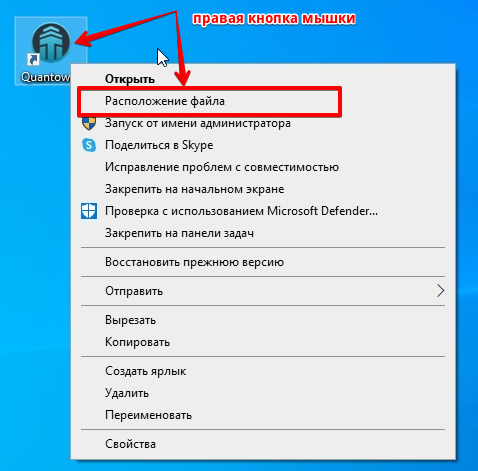 правая кнопка мышки
Quantowe
Открыть
Расположение файла
Запуск от имени администратора
Поделиться в Skype
Исправление проблем с совместимостью
Закрепить на начальном экране
Проверка с использованием Microsoft Defender...
Закрепить на панели задач
Восстановить прежнюю версию
Отправить
Вырезать
Копировать
Создать ярлык
Удалить
Переименовать
Свойства